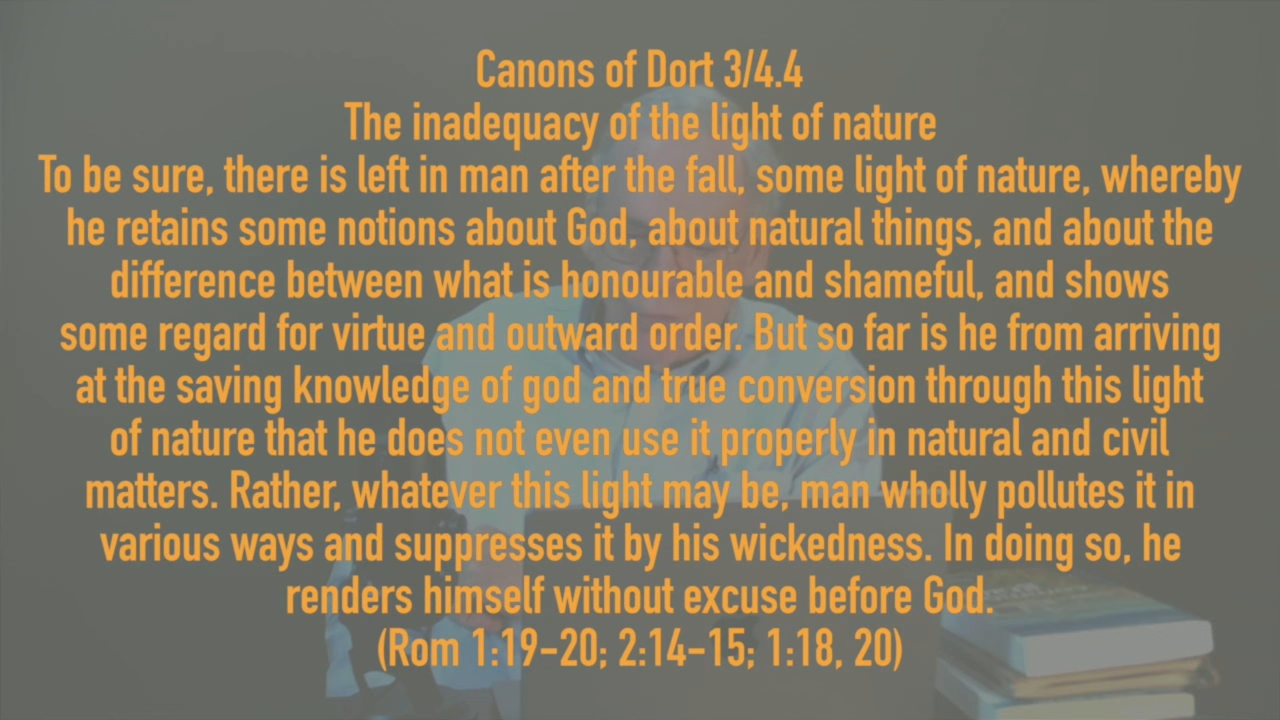 Canons of Dort 3/4.4
The inadequacy of the light of nature
To be sure, there is left in man after the fall, some light of nature, whereby
he retains some notions about God, about natural things, and about the
difference between what is honourable and shameful, and shows
some regard for virtue and outward order. But so far is he from arriving
at the saving knowledge of god and true conversion through this light
of nature that he does not even use it properly in natural and civil
matters. Rather, whatever this light may be, man wholly pollutes it in
various ways and suppresses it by his wickedness. In doing so, he
renders himself without excuse before God.
(Rom 1:19–20; 2:14–15; 1:18, 20)